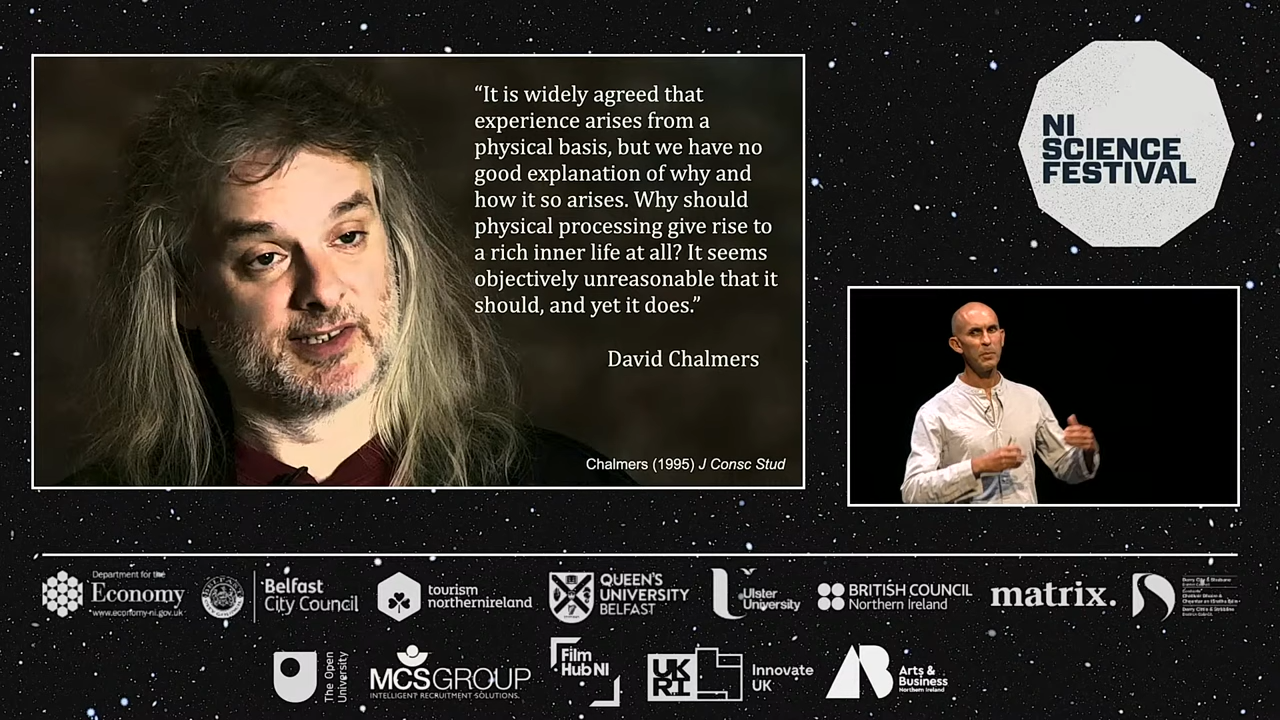 “It is widely agreed that
experience arises from a
physical basis, but we have no
good explanation of why and
how it so arises. Why should
physical processing give rise to
a rich inner life at all? It seems
objectively unreasonable that it
should, and yet it does.”
David Chalmers
Chalmers (1995) J Consc Stud
NI
SCIENCE
FESTIVAL
Department for the
Economy
www.economy-ni.gov.uk
Belfast
City Council
tourism
northernireland
QUEEN'S
UNIVERSITY
BELFAST
Ulster
University
BRITISH COUNCIL
Northern Ireland
matrix.
Derry City & Strabane
The Open
University
MCSGROUP
INTELLIGENT RECRUITMENT SOLUTIONS.
Film
Hub NI
UK
RI
Innovate
UK
AB
Arts &
Business
Northern Ireland